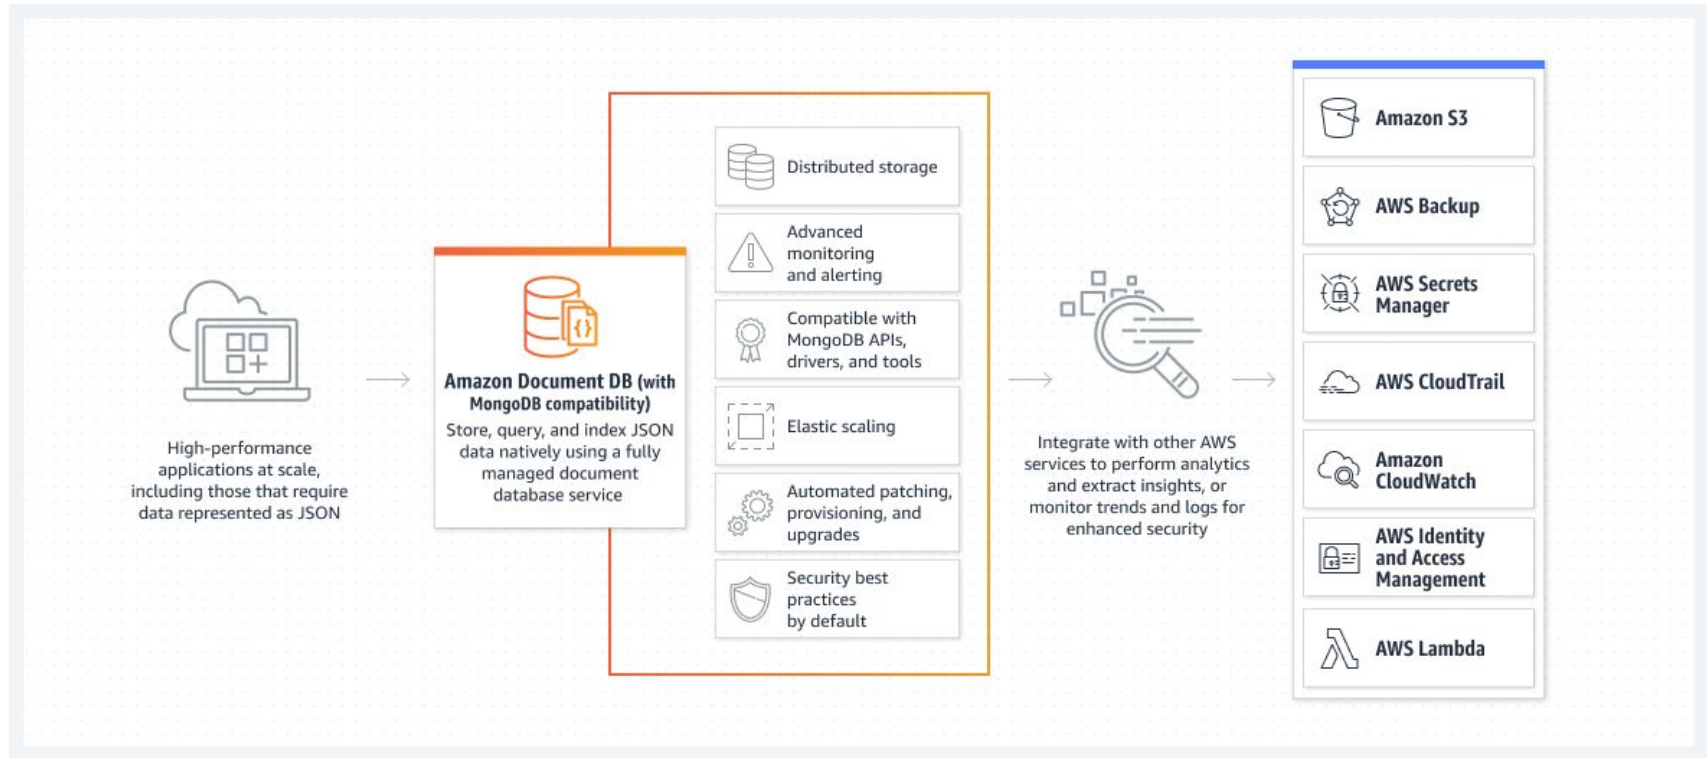 High-performance
applications at scale,
including those that require
data represented as JSON
Amazon Document DB (with
MongoDB compatibility)
Store, query, and index JSON
data natively using a fully
managed document
database service
Distributed storage
Advanced
monitoring
and alerting
Compatible with
MongoDB APIs,
drivers, and tools
Elastic scaling
Automated patching,
provisioning, and
upgrades
Security best
practices
by default
Integrate with other AWS
services to perform analytics
and extract insights, or
monitor trends and logs for
enhanced security
Amazon S3
AWS Backup
AWS Secrets
Manager
AWS CloudTrail
Amazon
CloudWatch
AWS Identity
and Access
Management
AWS Lambda